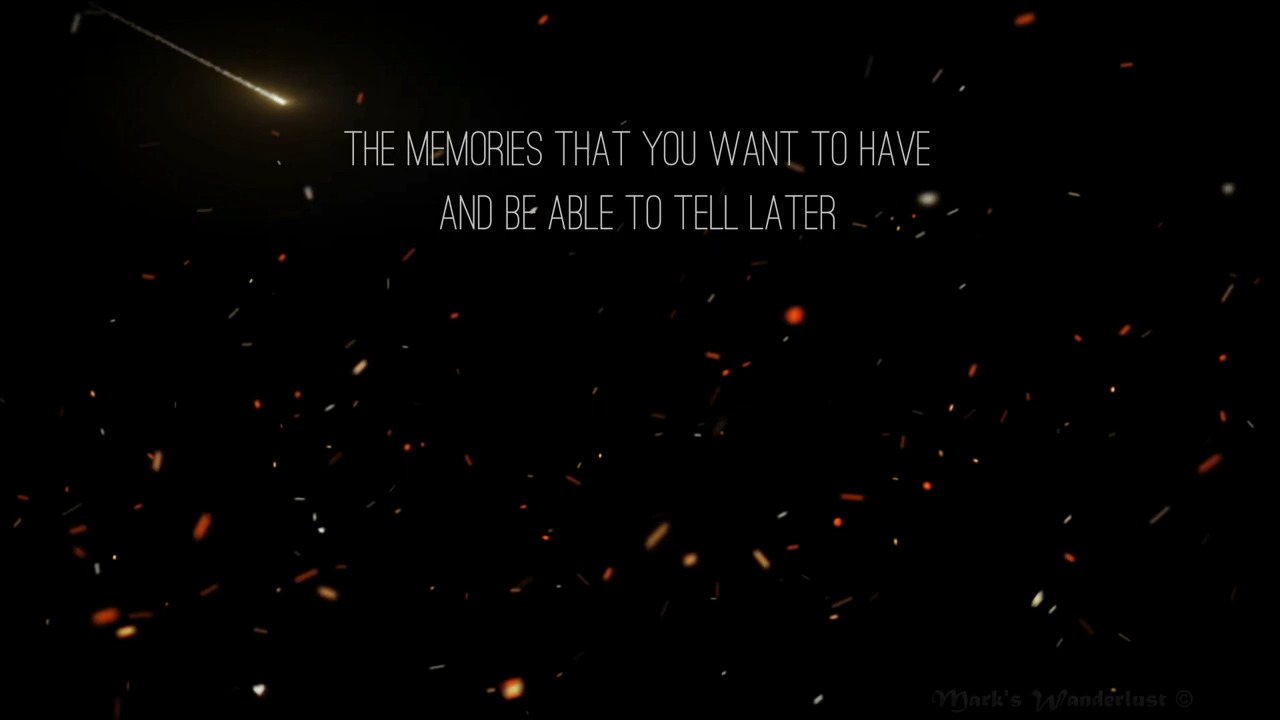 THE MEMORIES THAT YOU WANT TO HAVE
AND BE ABLE TO TELL LATER
Mark's Wanderlust ©